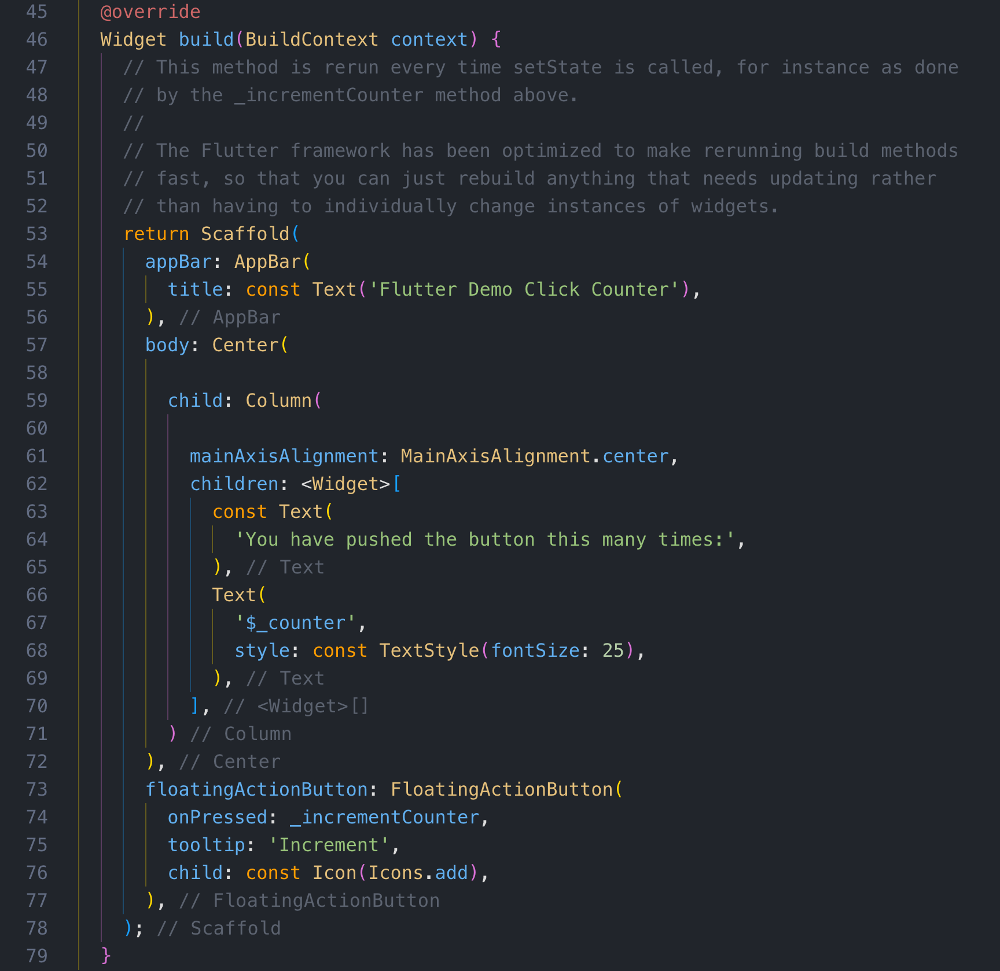 45 @override
46 Widget build(BuildContext context) {
47 // This method is rerun every time setState is called, for instance as done
48 // by the _incrementCounter method above.
49 //
50 // The Flutter framework has been optimized to make rerunning build methods
51 // fast, so that you can just rebuild anything that needs updating rather
52 // than having to individually change instances of widgets.
53 return Scaffold(
54 appBar: AppBar(
55 title: const Text('Flutter Demo Click Counter'),
56 ), // AppBar
57 body: Center(
58
59 child: Column(
60
61 mainAxisAlignment: MainAxisAlignment.center,
62 children: <Widget>[
63 const Text(
64 'You have pushed the button this many times:',
65 ), // Text
66 Text(
67 '$_counter',
68 style: const TextStyle(fontSize: 25),
69 ), // Text
70 ], // <Widget>[]
71 ) // Column
72 ), // Center
73 floatingActionButton: FloatingActionButton(
74 onPressed: _incrementCounter,
75 tooltip: 'Increment',
76 child: const Icon(Icons.add),
77 ), // FloatingActionButton
78 ); // Scaffold
79 }